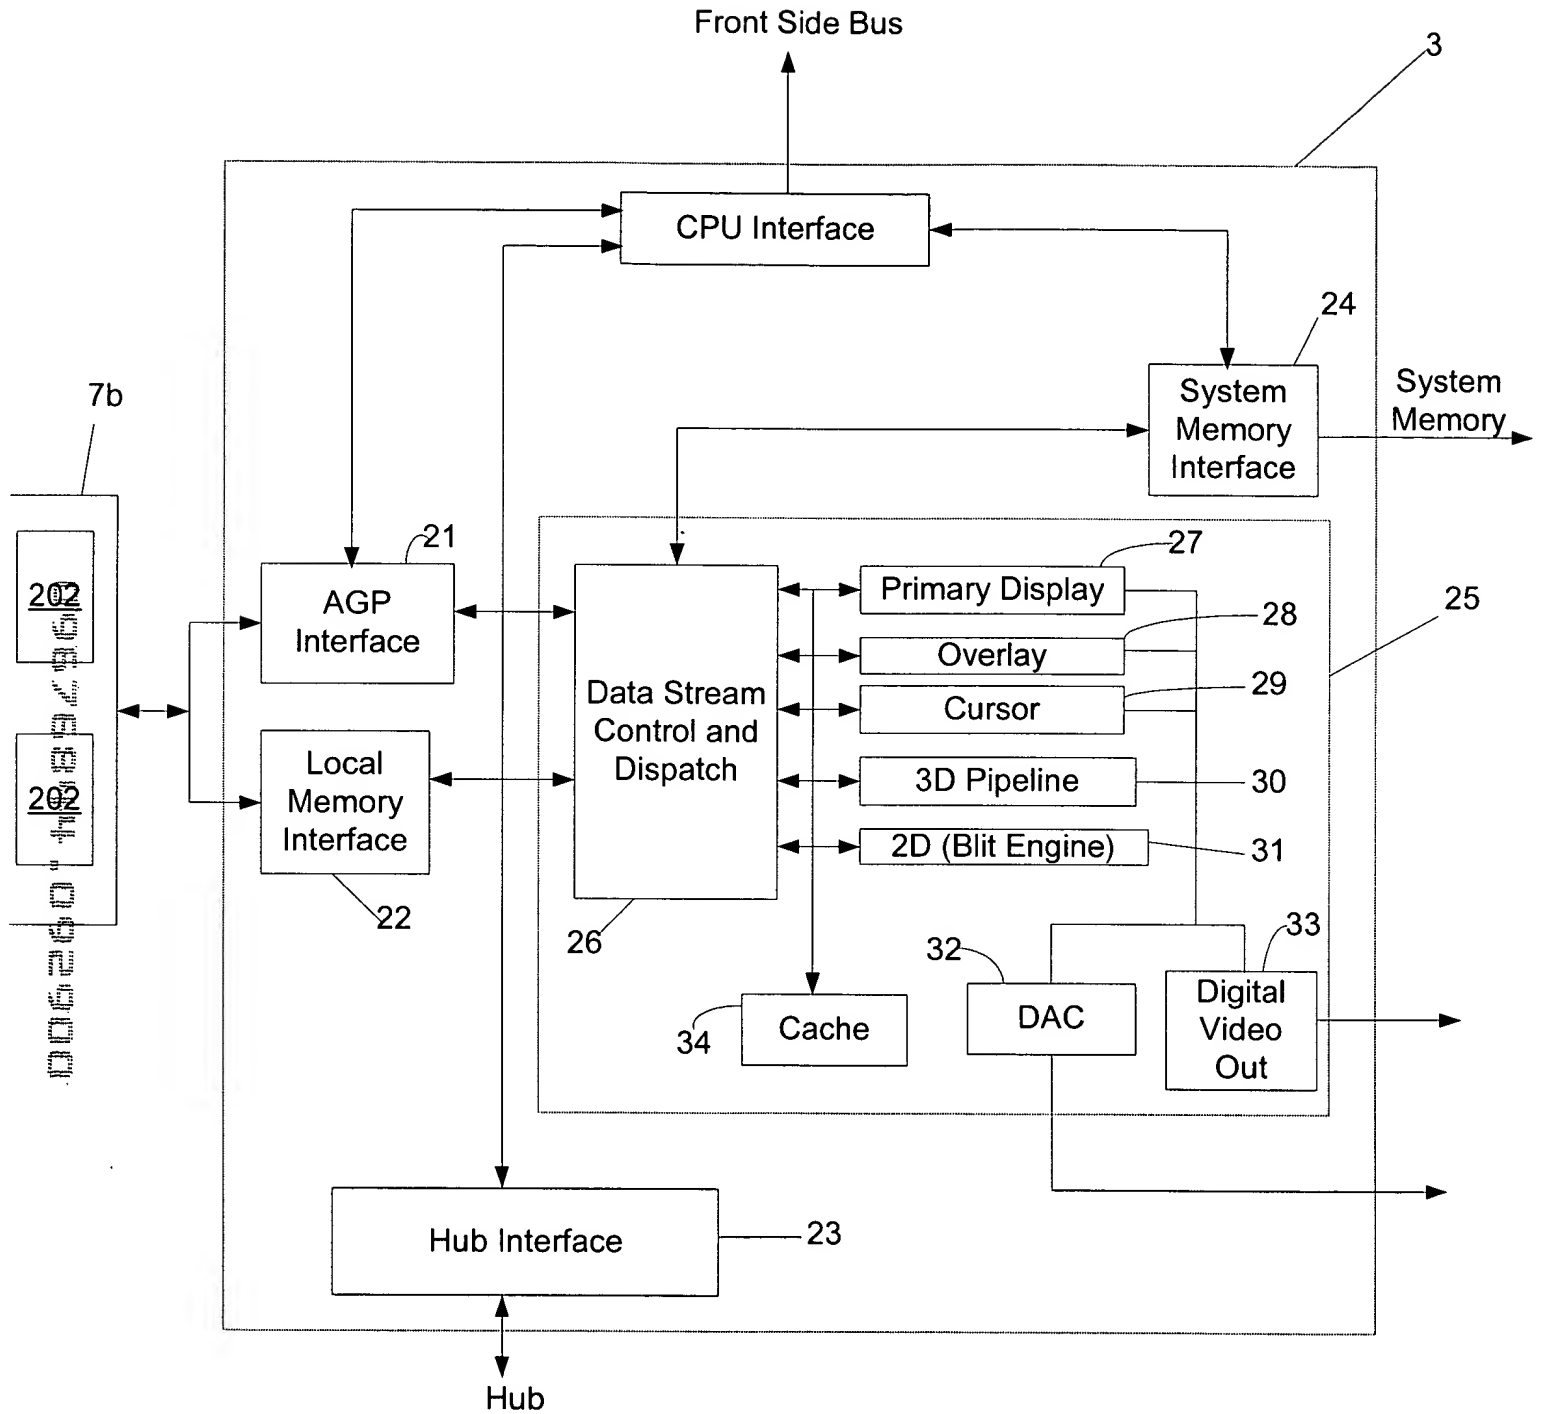 Front Side Bus
3
CPU Interface
24
System
Memory
Interface
System
Memory
7b
202
202
21
AGP
Interface
Local
Memory
Interface
22
Data Stream
Control and
Dispatch
26
27
Primary Display
28
Overlay
29
Cursor
3D Pipeline
30
2D (Blit Engine)
31
25
32
DAC
33
Digital
Video
Out
34
Cache
Hub Interface
23
Hub